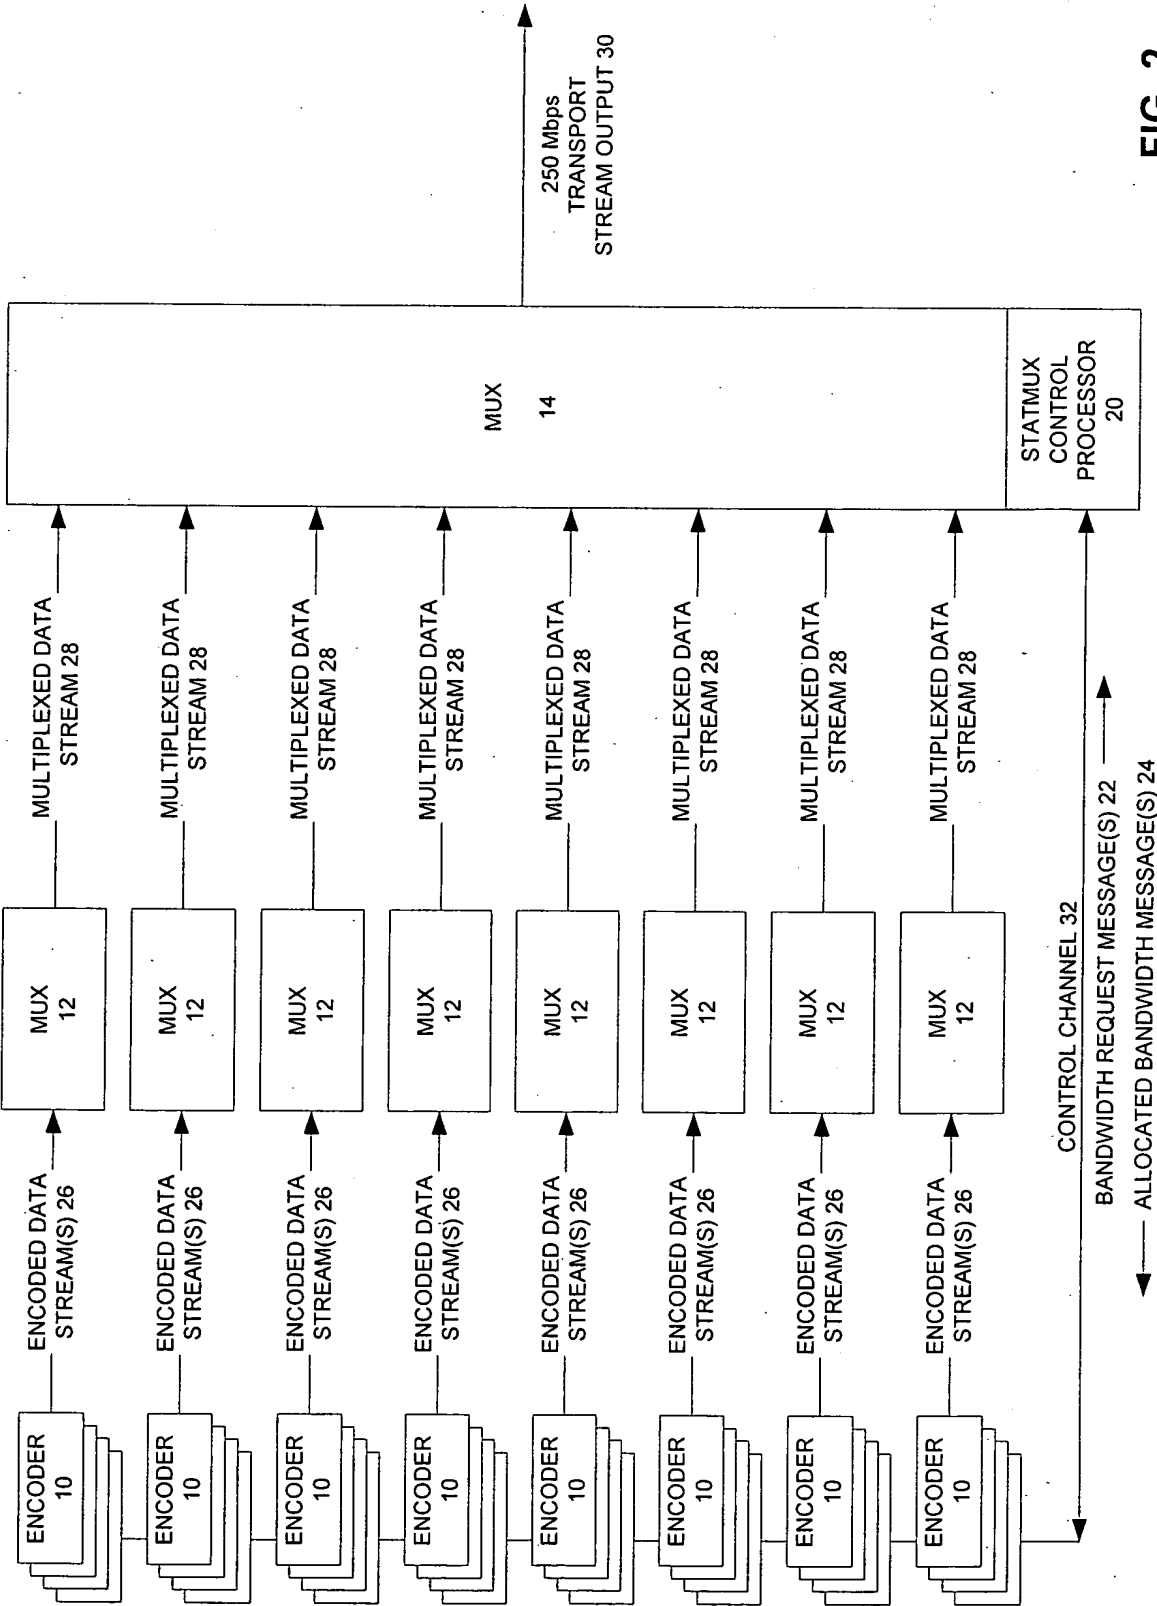 ENCODER
10
ENCODED DATA
STREAM(S) 26
MUX
12
MULTIPLEXED DATA
STREAM 28
ENCODER
10
ENCODED DATA
STREAM(S) 26
MUX
12
MULTIPLEXED DATA
STREAM 28
ENCODER
10
ENCODED DATA
STREAM(S) 26
MUX
12
MULTIPLEXED DATA
STREAM 28
ENCODER
10
ENCODED DATA
STREAM(S) 26
MUX
12
MULTIPLEXED DATA
STREAM 28
ENCODER
10
ENCODED DATA
STREAM(S) 26
MUX
12
MULTIPLEXED DATA
STREAM 28
ENCODER
10
ENCODED DATA
STREAM(S) 26
MUX
12
MULTIPLEXED DATA
STREAM 28
ENCODER
10
ENCODED DATA
STREAM(S) 26
MUX
12
MULTIPLEXED DATA
STREAM 28
ENCODER
10
ENCODED DATA
STREAM(S) 26
MUX
12
MULTIPLEXED DATA
STREAM 28
MUX
14
250 Mbps
TRANSPORT
STREAM OUTPUT 30
STATMUX
CONTROL
PROCESSOR
20
CONTROL CHANNEL 32
BANDWIDTH REQUEST MESSAGE(S) 22
ALLOCATED BANDWIDTH MESSAGE(S) 24
FIG. 2